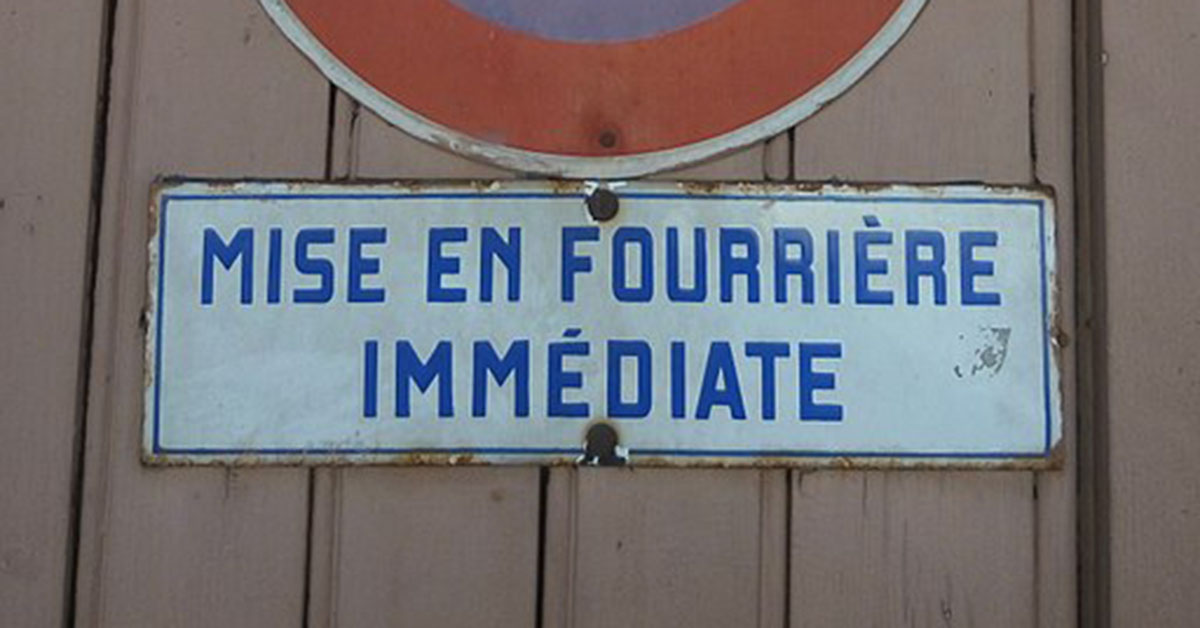 MISE EN FOURRIÈRE
IMMÉDIATE